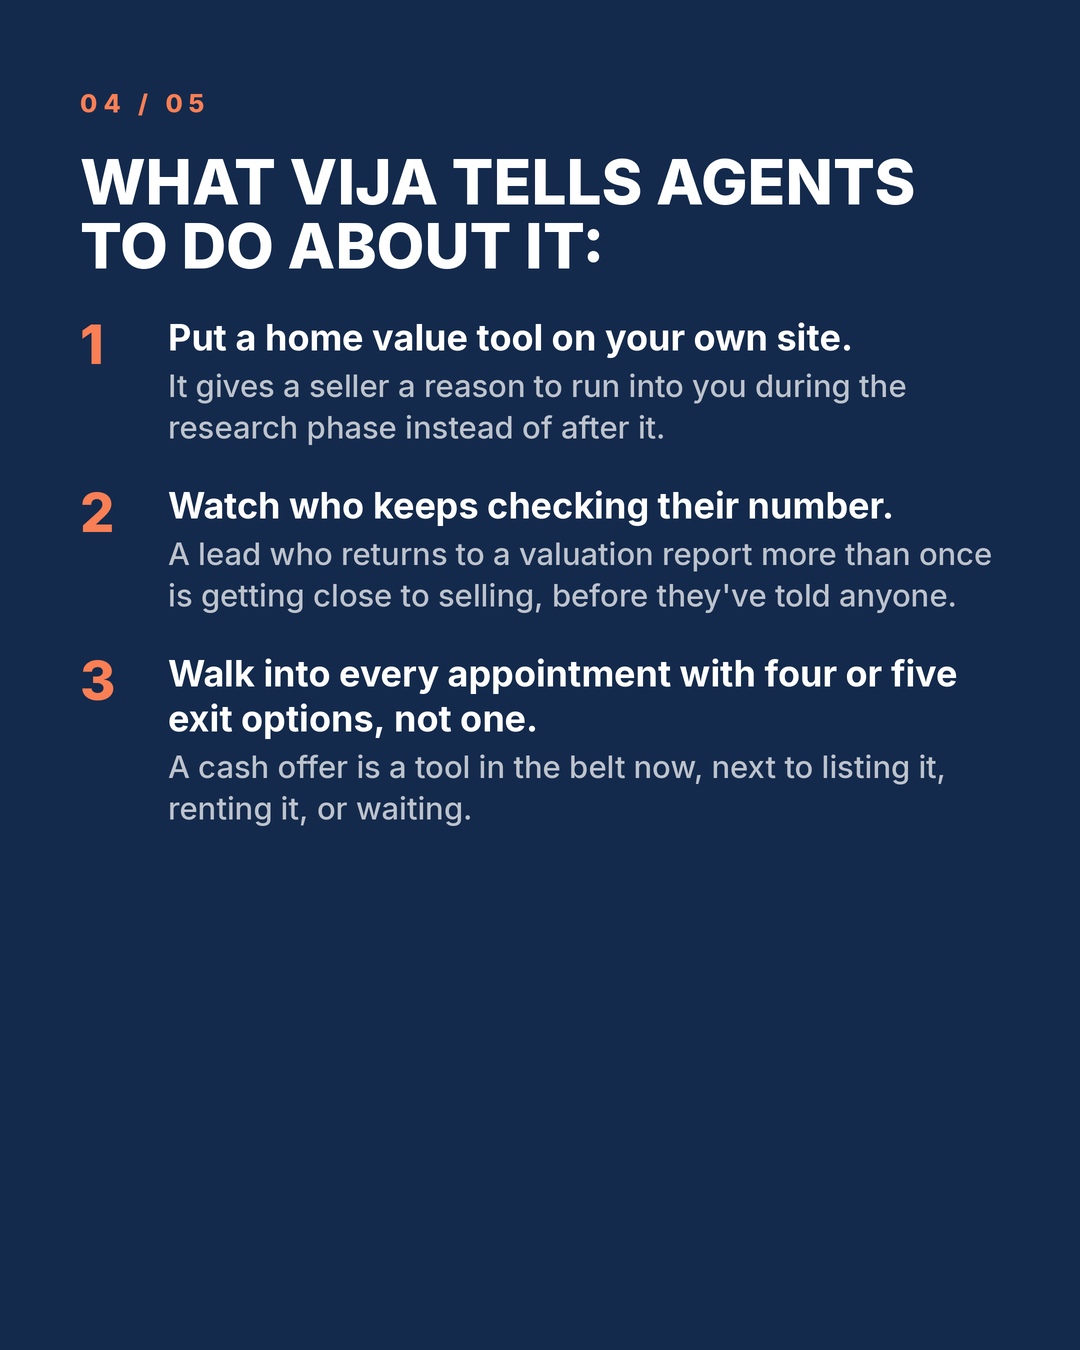 04 / 05
WHAT VIJA TELLS AGENTS
TO DO ABOUT IT:
1 Put a home value tool on your own site.
It gives a seller a reason to run into you during the
research phase instead of after it.
2 Watch who keeps checking their number.
A lead who returns to a valuation report more than once
is getting close to selling, before they've told anyone.
3 Walk into every appointment with four or five
exit options, not one.
A cash offer is a tool in the belt now, next to listing it,
renting it, or waiting.